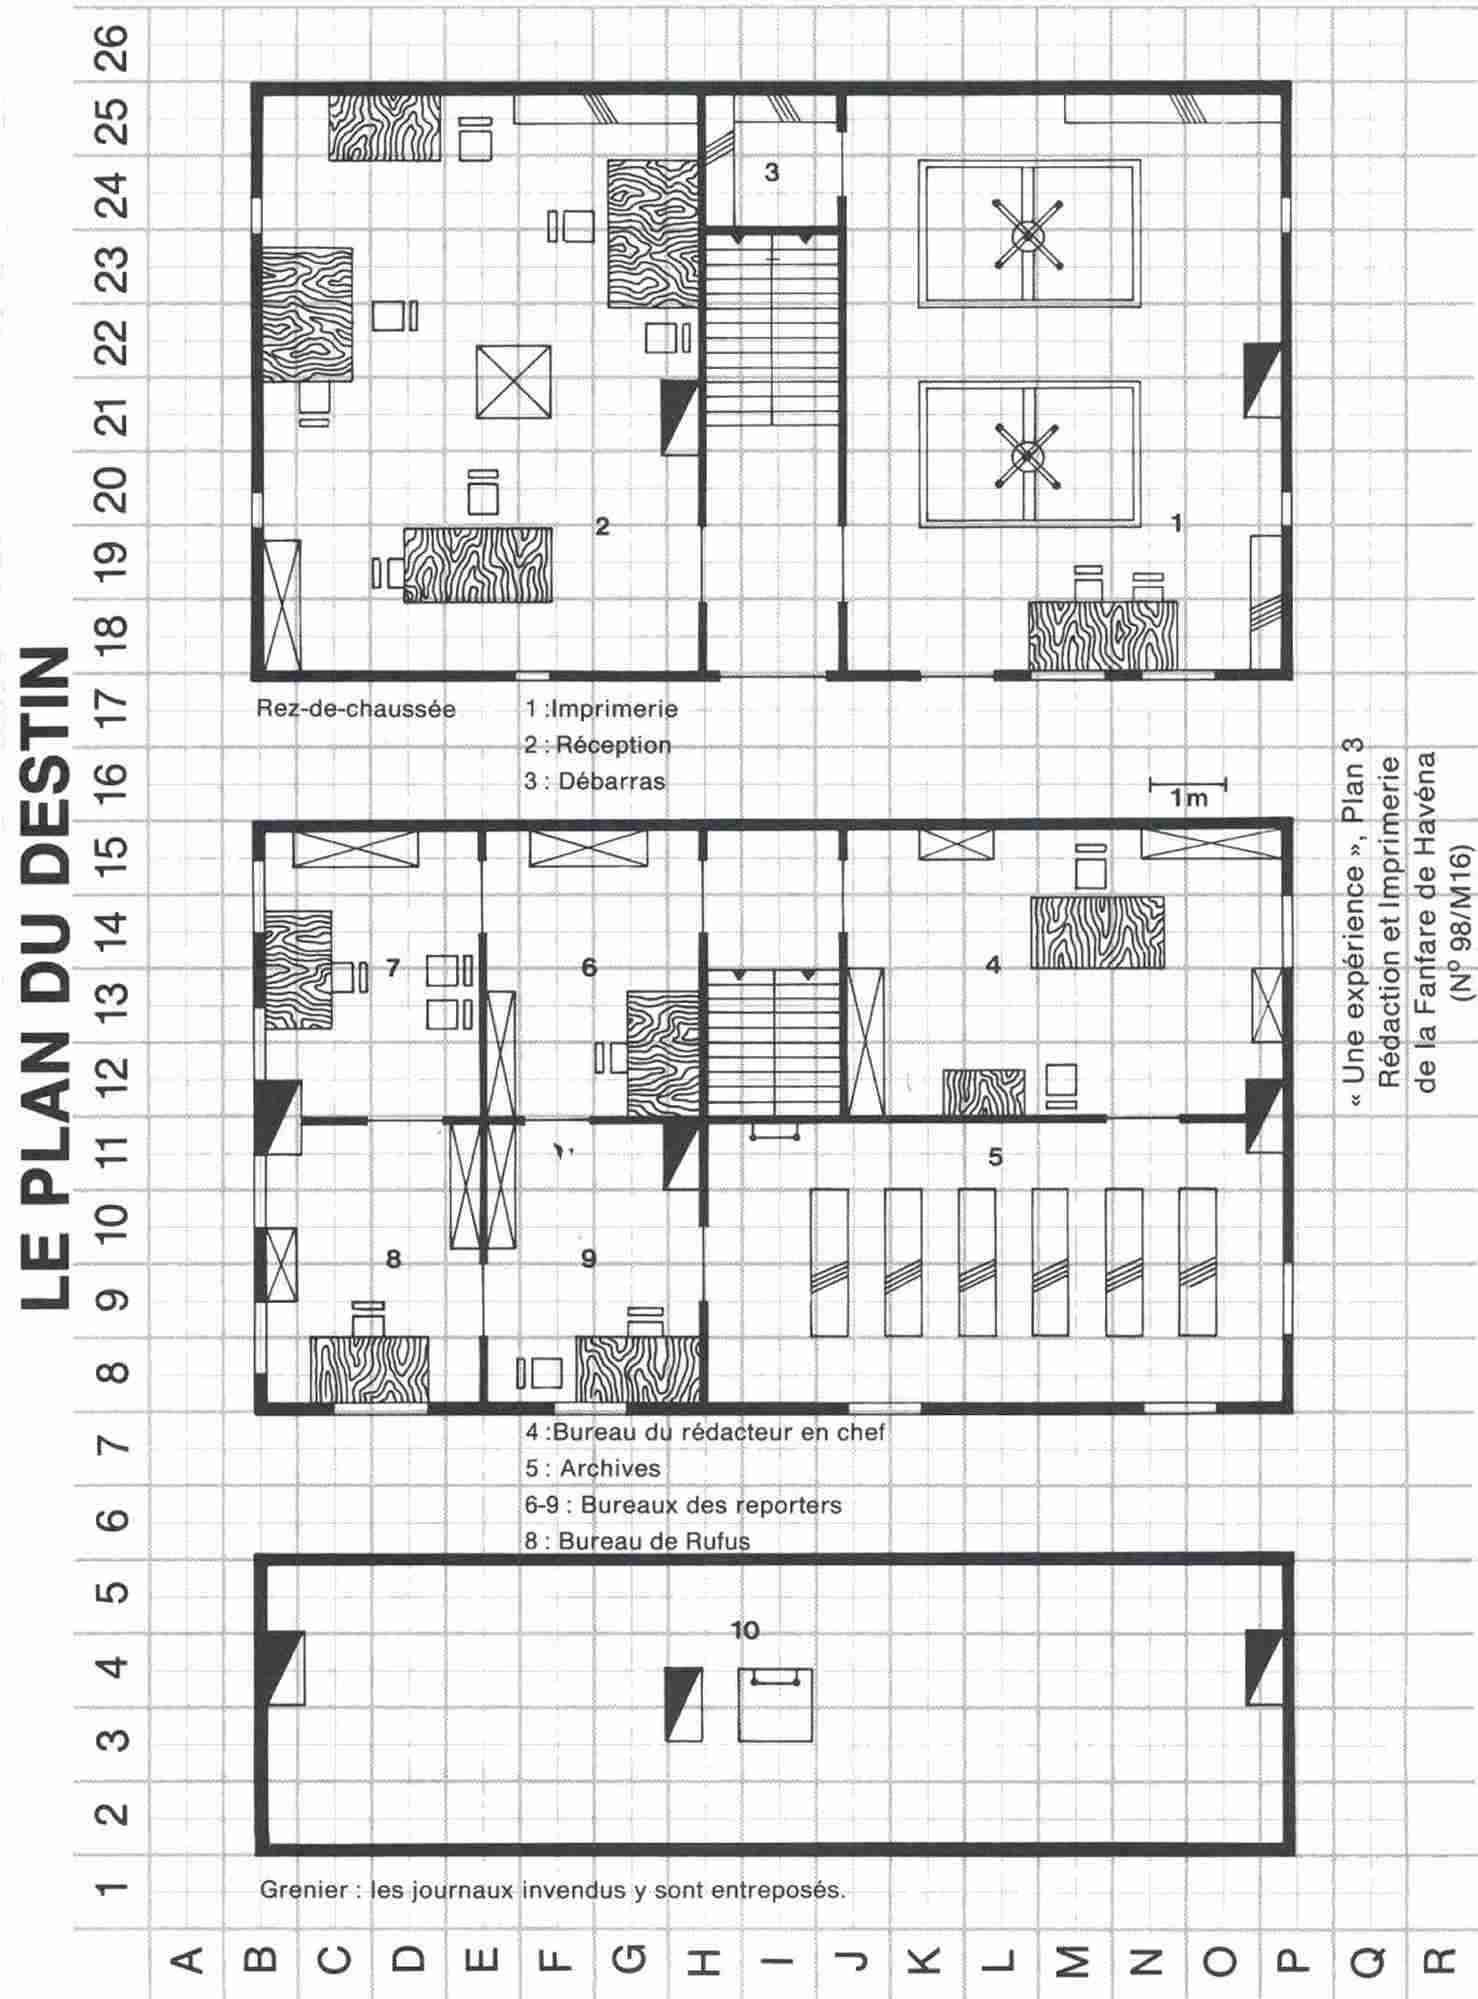 LE PLAN DU DESTIN
26
25
24
23
22
21
20
19
18
17
16
15
14
13
12
11
10
9
8
7
6
5
4
3
2
1
3
2
1
Rez-de-chaussée
1 :Imprimerie
2 : Réception
3 : Débarras
1m
« Une expérience », Plan 3
Rédaction et Imprimerie
de la Fanfare de Havéna
(N° 98/M16)
7
6
4
5
8
9
4 :Bureau du rédacteur en chef
5 : Archives
6-9 : Bureaux des reporters
8 : Bureau de Rufus
10
Grenier : les journaux invendus y sont entreposés.
A B C D E F G H I J K L M N O P Q R